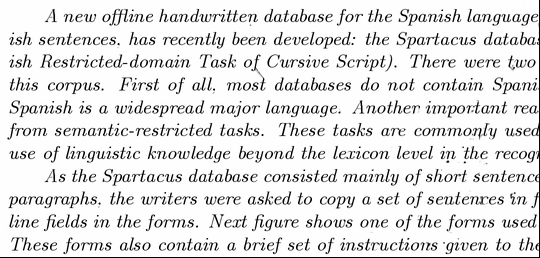 A new offline handwritten database for the Spanish language
ish sentences, has recently been developed: the Spartacus databas
ish Restricted-domain Task of Cursive Script). There were two
this corpus. First of all, most databases do not contain Spani
Spanish is a widespread major language. Another important rea
from semantic-restricted tasks. These tasks are commonly used
use of linguistic knowledge beyond the lexicon level in the recogn
As the Spartacus database consisted mainly of short sentence
paragraphs, the writers were asked to copy a set of sentences in f
line fields in the forms. Next figure shows one of the forms used
These forms also contain a brief set of instructions given to the